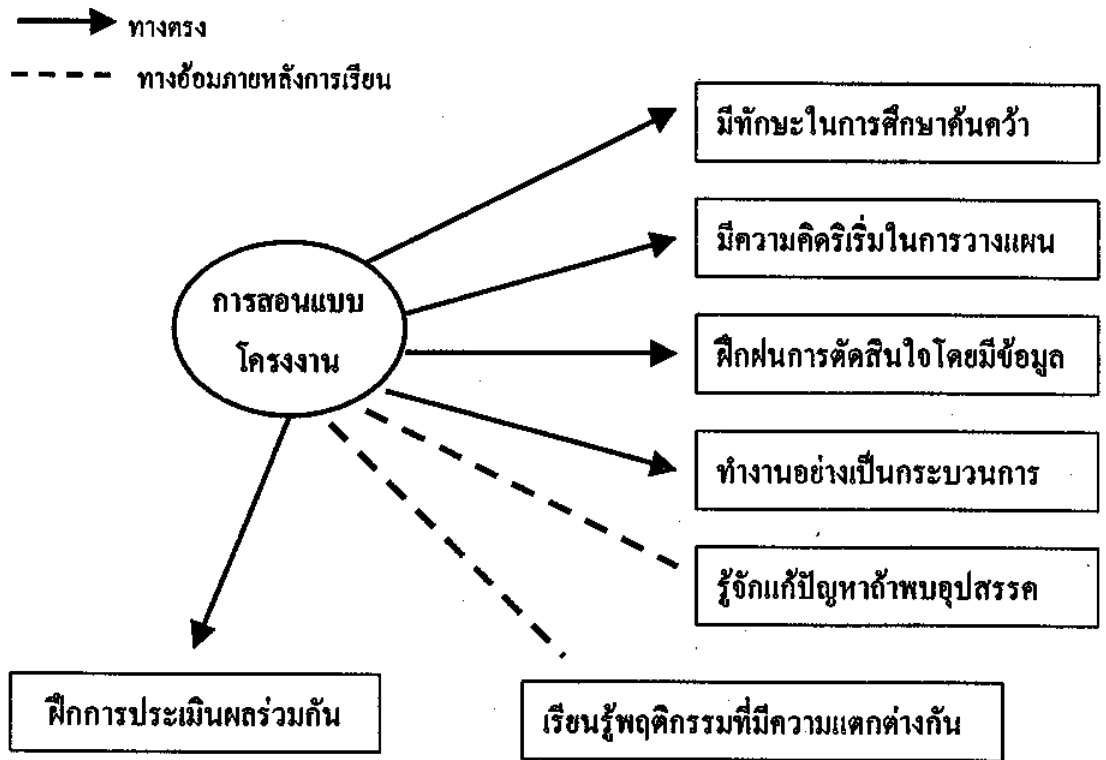 ทางตรง
ทางอ้อมภายหลังการเรียน
มีทักษะในการศึกษาค้นคว้า
มีความคิดริเริ่มในการวางแผน
การสอนแบบ
โครงงาน
ฝึกฝนการตัดสินใจโดยมีข้อมูล
ทำงานอย่างเป็นกระบวนการ
รู้จักแก้ปัญหาถ้าพบอุปสรรค
ฝึกการประเมินผลร่วมกัน
เรียนรู้พฤติกรรมที่มีความแตกต่างกัน